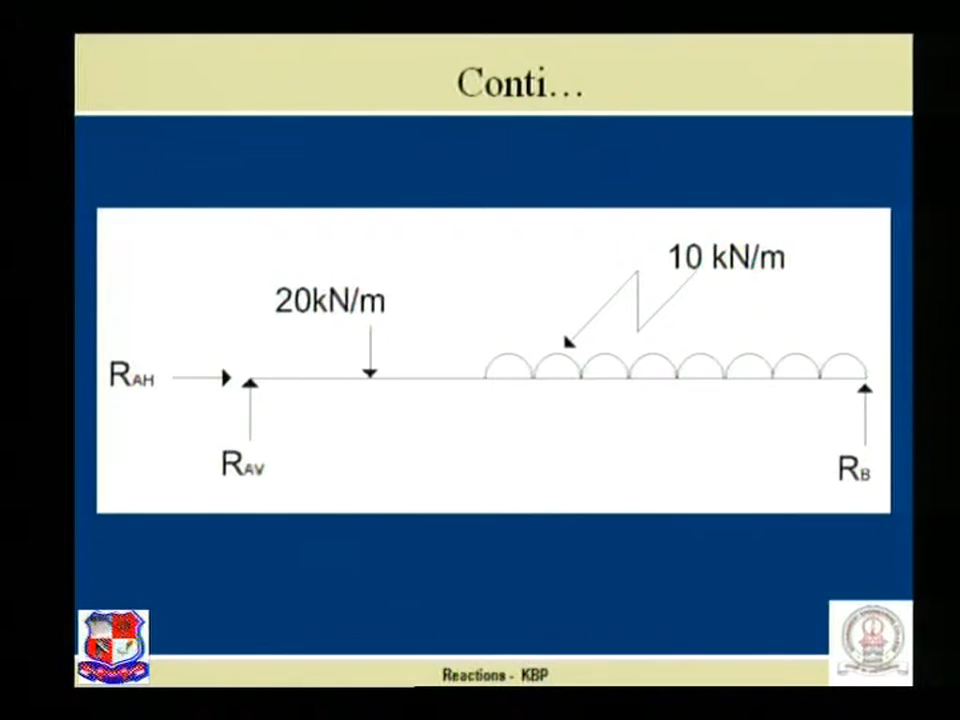 Conti...
10 kN/m
20kN/m
RAH
RAV
RB
Reactions - KBP